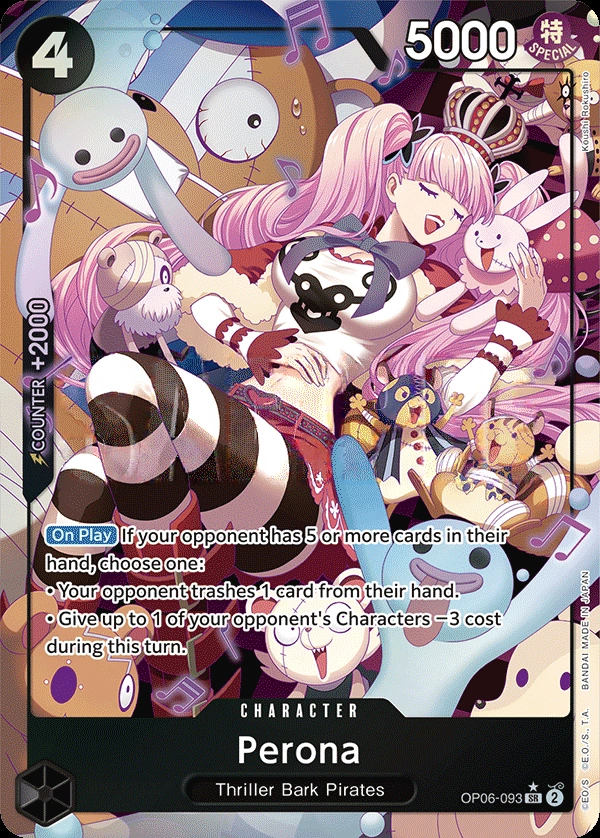 4
5000
特
SPECIAL
Koushi Rokushiro
COUNTER +2000
On Play If your opponent has 5 or more cards in their
hand, choose one:
• Your opponent trashes 1 card from their hand.
• Give up to 1 of your opponent's Characters −3 cost
during this turn.
CHARACTER
Perona
Thriller Bark Pirates
OP06-093 SR 2
©EO/S ©E.O./S., T.A. BANDAI MADE IN JAPAN